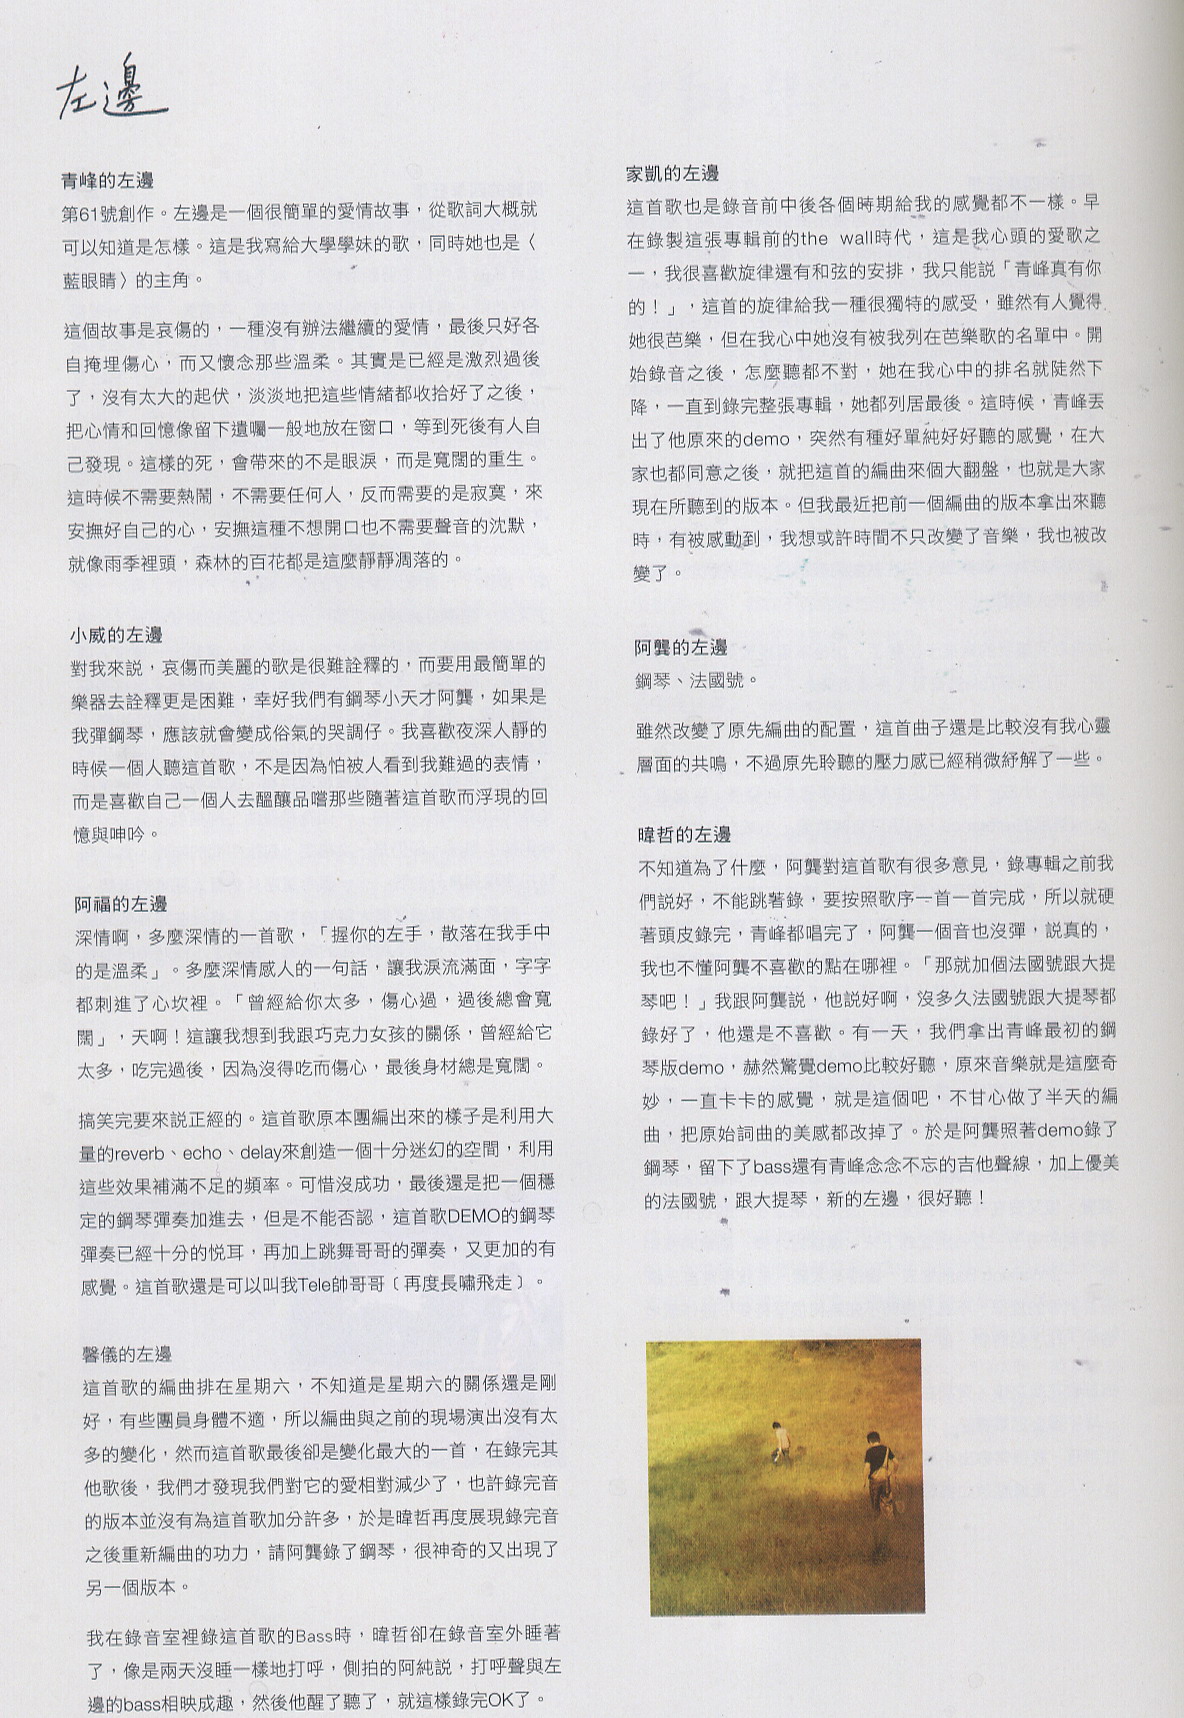 左邊
青峰的左邊
第61號創作。左邊是一個很簡單的愛情故事，從歌詞大概就
可以知道是怎樣。這是我寫給大學學妹的歌，同時她也是〈
藍眼睛〉的主角。
這個故事是哀傷的，一種沒有辦法繼續的愛情，最後只好各
自掩埋傷心，而又懷念那些溫柔。其實是已經是激烈過後
了，沒有太大的起伏，淡淡地把這些情緒都收拾好了之後，
把心情和回憶像留下遺囑一般地放在窗口，等到死後有人自
己發現。這樣的死，會帶來的不是眼淚，而是寬闊的重生。
這時候不需要熱鬧，不需要任何人，反而需要的是寂寞，來
安撫好自己的心，安撫這種不想開口也不需要聲音的沈默，
就像雨季裡頭，森林的百花都是這麼靜靜凋落的。
小威的左邊
對我來說，哀傷而美麗的歌是很難詮釋的，而要用最簡單的
樂器去詮釋更是困難，幸好我們有鋼琴小天才阿龔，如果是
我彈鋼琴，應該就會變成俗氣的哭調仔。我喜歡夜深人靜的
時候一個人聽這首歌，不是因為怕被人看到我難過的表情，
而是喜歡自己一個人去醞釀品嚐那些隨著這首歌而浮現的回
憶與呻吟。
阿福的左邊
深情啊，多麼深情的一首歌，「握你的左手，散落在我手中
的是溫柔」。多麼深情感人的一句話，讓我淚流滿面，字字
都刺進了心坎裡。「曾經給你太多，傷心過，過後總會寬
闊」，天啊！這讓我想到我跟巧克力女孩的關係，曾經給它
太多，吃完過後，因為沒得吃而傷心，最後身材總是寬闊。
搞笑完要來說正經的。這首歌原本團編出來的樣子是利用大
量的reverb、echo、delay來創造一個十分迷幻的空間，利用
這些效果補滿不足的頻率。可惜沒成功，最後還是把一個穩
定的鋼琴彈奏加進去，但是不能否認，這首歌DEMO的鋼琴
彈奏已經十分的悅耳，再加上跳舞哥哥的彈奏，又更加的有
感覺。這首歌還是可以叫我Tele帥哥哥﹝再度長嘯飛走﹞。
馨儀的左邊
這首歌的編曲排在星期六，不知道是星期六的關係還是剛
好，有些團員身體不適，所以編曲與之前的現場演出沒有太
多的變化，然而這首歌最後卻是變化最大的一首，在錄完其
他歌後，我們才發現我們對它的愛相對減少了，也許錄完音
的版本並沒有為這首歌加分許多，於是暐哲再度展現錄完音
之後重新編曲的功力，請阿龔錄了鋼琴，很神奇的又出現了
另一個版本。
我在錄音室裡錄這首歌的Bass時，暐哲卻在錄音室外睡著
了，像是兩天沒睡一樣地打呼，側拍的阿純說，打呼聲與左
邊的bass相映成趣，然後他醒了聽了，就這樣錄完OK了。
家凱的左邊
這首歌也是錄音前中後各個時期給我的感覺都不一樣。早
在錄製這張專輯前的the wall時代，這是我心頭的愛歌之
一，我很喜歡旋律還有和弦的安排，我只能說「青峰真有你
的！」，這首的旋律給我一種很獨特的感受，雖然有人覺得
她很芭樂，但在我心中她沒有被我列在芭樂歌的名單中。開
始錄音之後，怎麼聽都不對，她在我心中的排名就陡然下
降，一直到錄完整張專輯，她都列居最後。這時候，青峰丟
出了他原來的demo，突然有種好單純好好聽的感覺，在大
家也都同意之後，就把這首的編曲來個大翻盤，也就是大家
現在所聽到的版本。但我最近把前一個編曲的版本拿出來聽
時，有被感動到，我想或許時間不只改變了音樂，我也被改
變了。
阿龔的左邊
鋼琴、法國號。
雖然改變了原先編曲的配置，這首曲子還是比較沒有我心靈
層面的共鳴，不過原先聆聽的壓力感已經稍微紓解了一些。
暐哲的左邊
不知道為了什麼，阿龔對這首歌有很多意見，錄專輯之前我
們說好，不能跳著錄，要按照歌序一首一首完成，所以就硬
著頭皮錄完，青峰都唱完了，阿龔一個音也沒彈，說真的，
我也不懂阿龔不喜歡的點在哪裡。「那就加個法國號跟大提
琴吧！」我跟阿龔說，他說好啊，沒多久法國號跟大提琴都
錄好了，他還是不喜歡。有一天，我們拿出青峰最初的鋼
琴版demo，赫然驚覺demo比較好聽，原來音樂就是這麼奇
妙，一直卡卡的感覺，就是這個吧，不甘心做了半天的編
曲，把原始詞曲的美感都改掉了。於是阿龔照著demo錄了
鋼琴，留下了bass還有青峰念念不忘的吉他聲線，加上優美
的法國號，跟大提琴，新的左邊，很好聽！